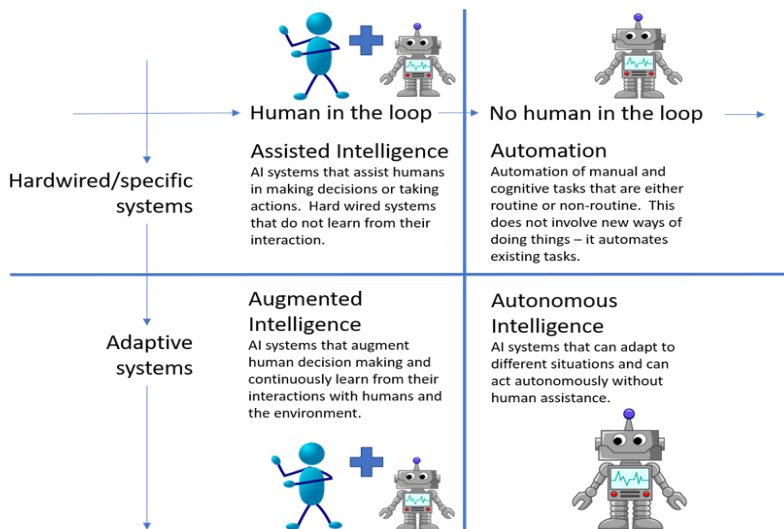 Human in the loop
No human in the loop
Hardwired/specific
systems
Assisted Intelligence
AI systems that assist humans
in making decisions or taking
actions.  Hard wired systems
that do not learn from their
interaction.
Automation
Automation of manual and
cognitive tasks that are either
routine or non-routine.  This
does not involve new ways of
doing things – it automates
existing tasks.
Adaptive
systems
Augmented
Intelligence
AI systems that augment
human decision making and
continuously learn from their
interactions with humans and
the environment.
Autonomous
Intelligence
AI systems that can adapt to
different situations and can
act autonomously without
human assistance.